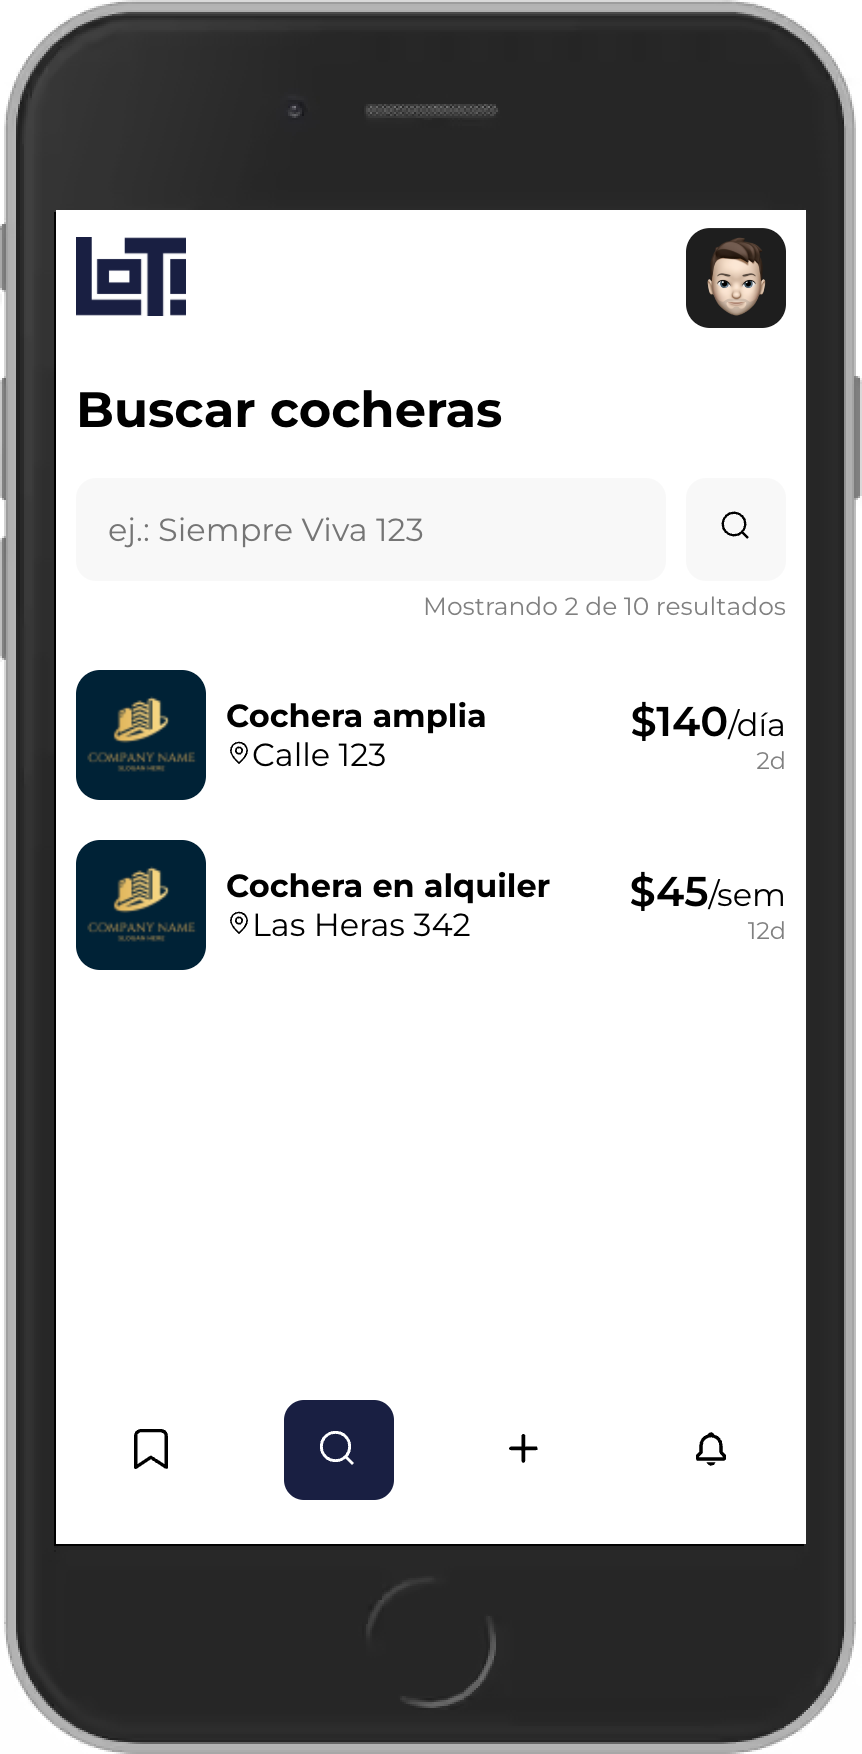 LOT!
Buscar cocheras
ej.: Siempre Viva 123
Mostrando 2 de 10 resultados
COMPANY NAME
SLOGAN HERE
Cochera amplia
Calle 123
$140/día
2d
COMPANY NAME
SLOGAN HERE
Cochera en alquiler
Las Heras 342
$45/sem
12d